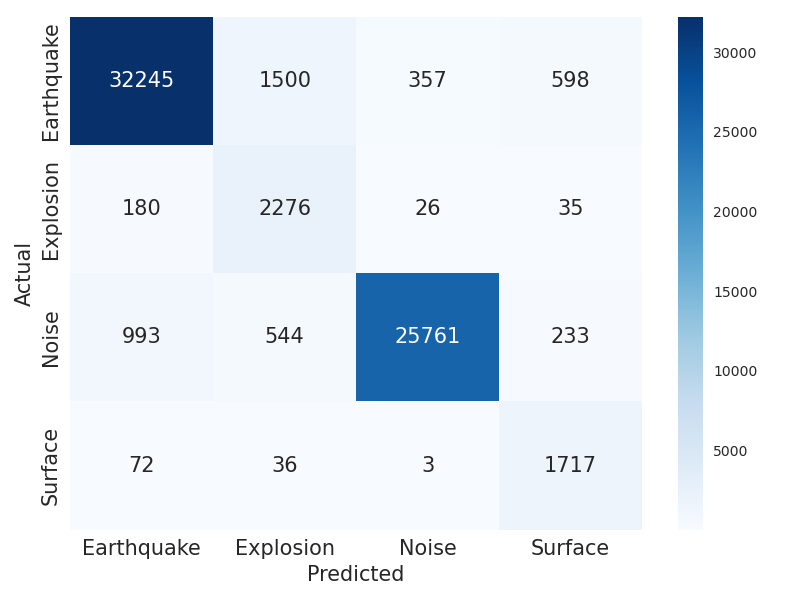 Actual
Earthquake 32245 1500 357 598
Explosion 180 2276 26 35
Noise 993 544 25761 233
Surface 72 36 3 1717
Earthquake Explosion Noise Surface
Predicted
30000
25000
20000
15000
10000
5000